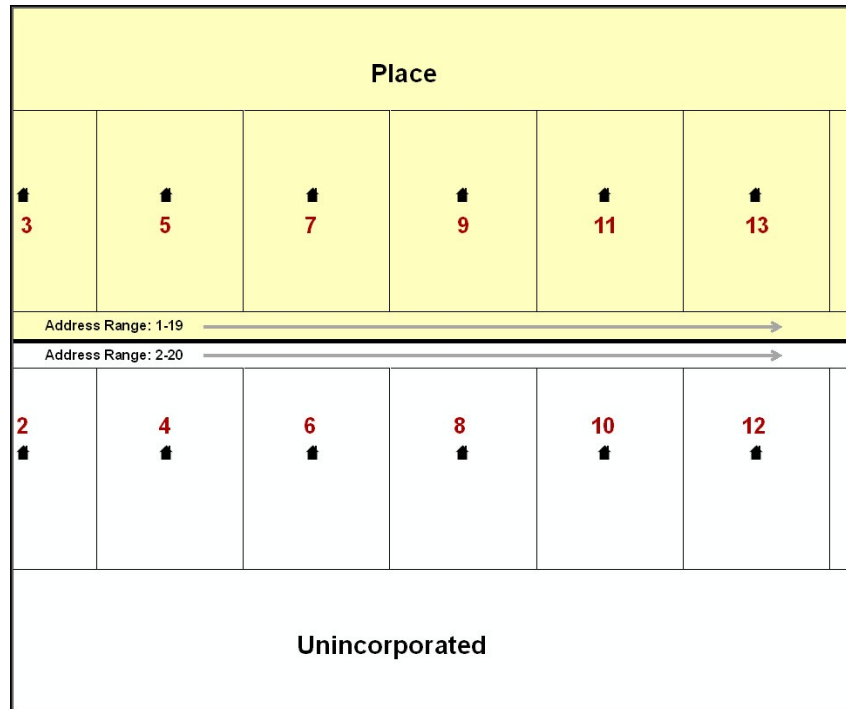 Place
3 5 7 9 11 13
Address Range: 1-19
Address Range: 2-20
2 4 6 8 10 12
Unincorporated